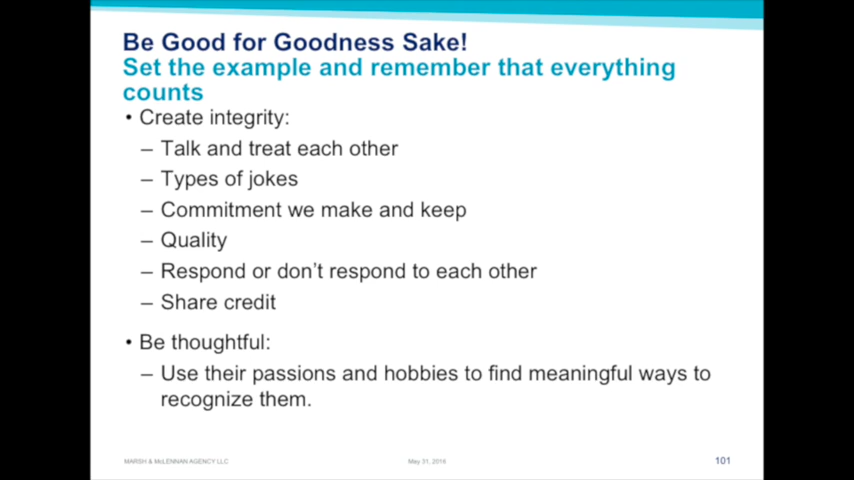 Be Good for Goodness Sake!
Set the example and remember that everything
counts
• Create integrity:
– Talk and treat each other
– Types of jokes
– Commitment we make and keep
– Quality
– Respond or don't respond to each other
– Share credit
• Be thoughtful:
– Use their passions and hobbies to find meaningful ways to
recognize them.
MARSH & McLENNAN AGENCY LLC May 31, 2016 101